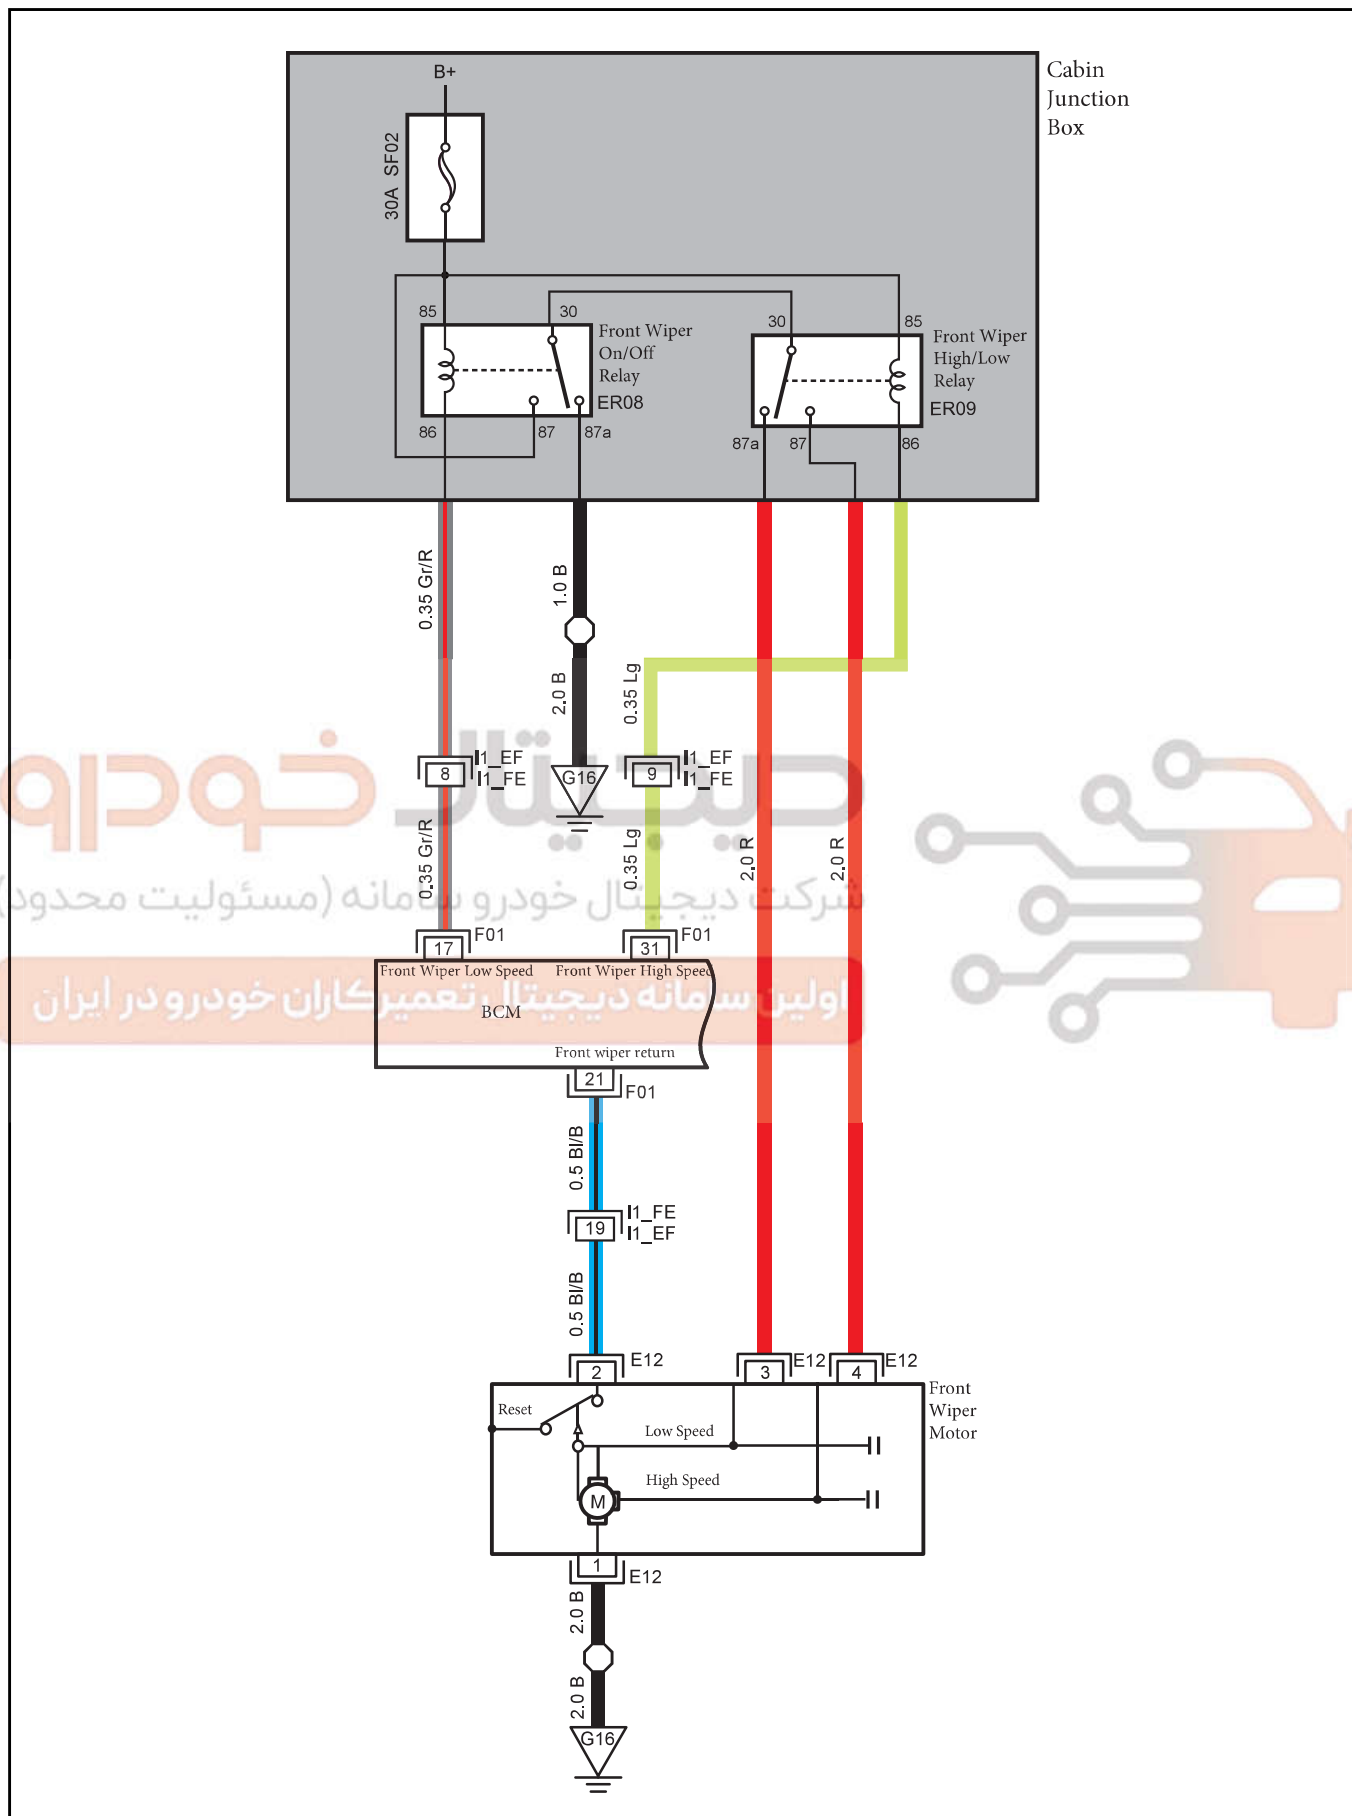 B+
Cabin
Junction
Box
30A SF02
85
30
Front Wiper
On/Off
Relay
ER08
86
87
87a
30
85
Front Wiper
High/Low
Relay
ER09
87a
87
86
0.35 Gr/R
1.0 B
2.0 B
0.35 Lg
8
I1_EF
I1_FE
G16
9
I1_EF
I1_FE
دیجیتال خودرو
0.35 Gr/R
0.35 Lg
2.0 R
2.0 R
شرکت دیجیتال خودرو سامانه (مسئولیت محدود)
17
F01
31
F01
Front Wiper Low Speed
Front Wiper High Speed
اولین سامانه دیجیتال تعمیرکاران خودرو در ایران
BCM
Front wiper return
21
F01
0.5 Bl/B
19
I1_FE
I1_EF
0.5 Bl/B
2
E12
3
E12
4
E12
Front
Wiper
Motor
Reset
Low Speed
High Speed
M
1
E12
2.0 B
2.0 B
G16